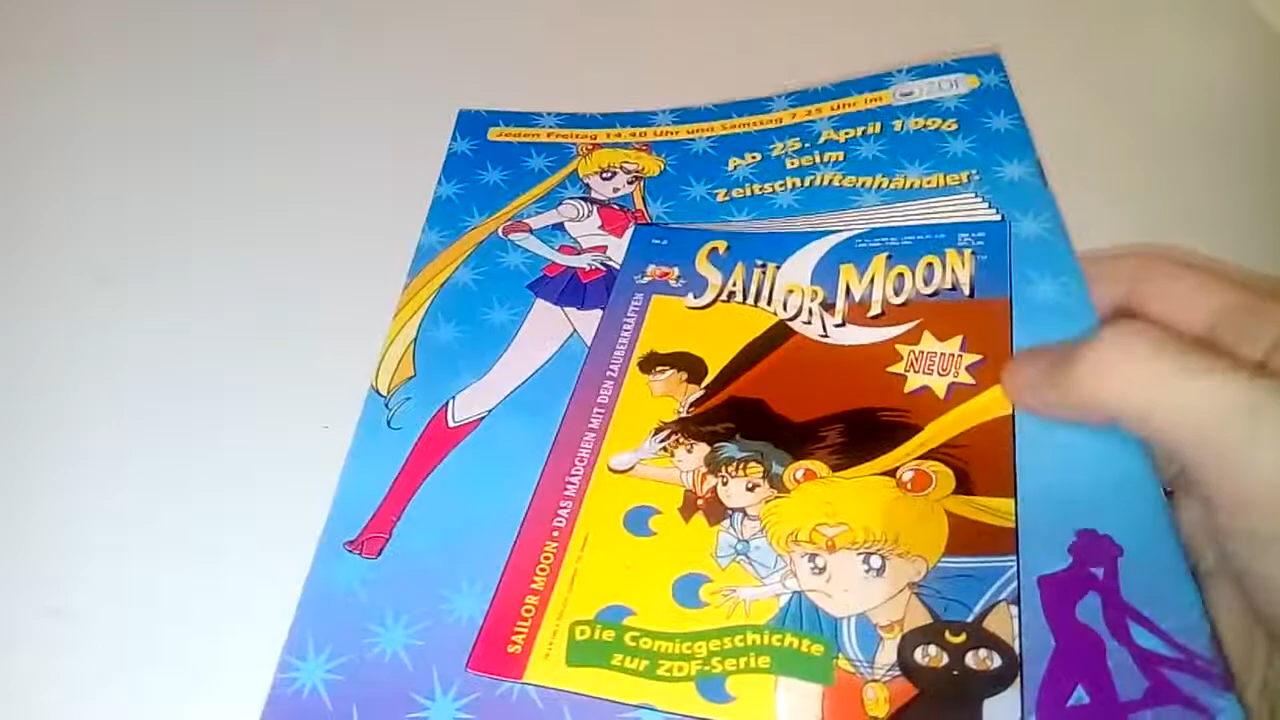 Jeden Freitag 14.40 Uhr und Samstag 7.25 Uhr im ZDF
Ab 25. April 1996
beim
Zeitschriftenhändler
SAILOR MOON
NEU!
SAILOR MOON • DAS MÄDCHEN MIT DEN ZAUBERKRÄFTEN
Die Comicgeschichte
zur ZDF-Serie